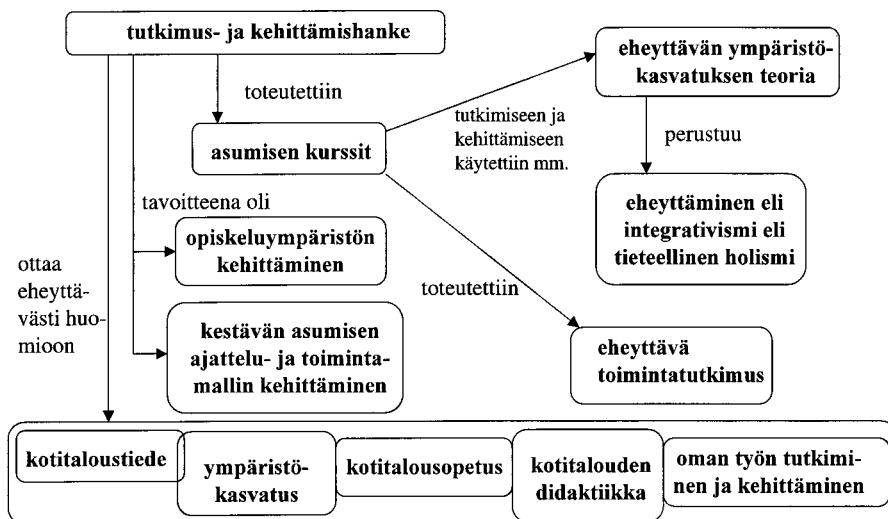 tutkimus- ja kehittämishanke
toteutettiin
asumisen kurssit
tutkimiseen ja
kehittämiseen
käytettiin mm.
eheyttävän ympäristö-
kasvatuksen teoria
perustuu
eheyttäminen eli
integrativismi eli
tieteellinen holismi
tavoitteena oli
opiskeluympäristön
kehittäminen
kestävän asumisen
ajattelu- ja toiminta-
mallin kehittäminen
toteutettiin
eheyttävä
toimintatutkimus
ottaa
eheyttä-
västi huo-
mioon
kotitaloustiede
ympäristö-
kasvatus
kotitalousopetus
kotitalouden
didaktiikka
oman työn tutkimi-
nen ja kehittäminen